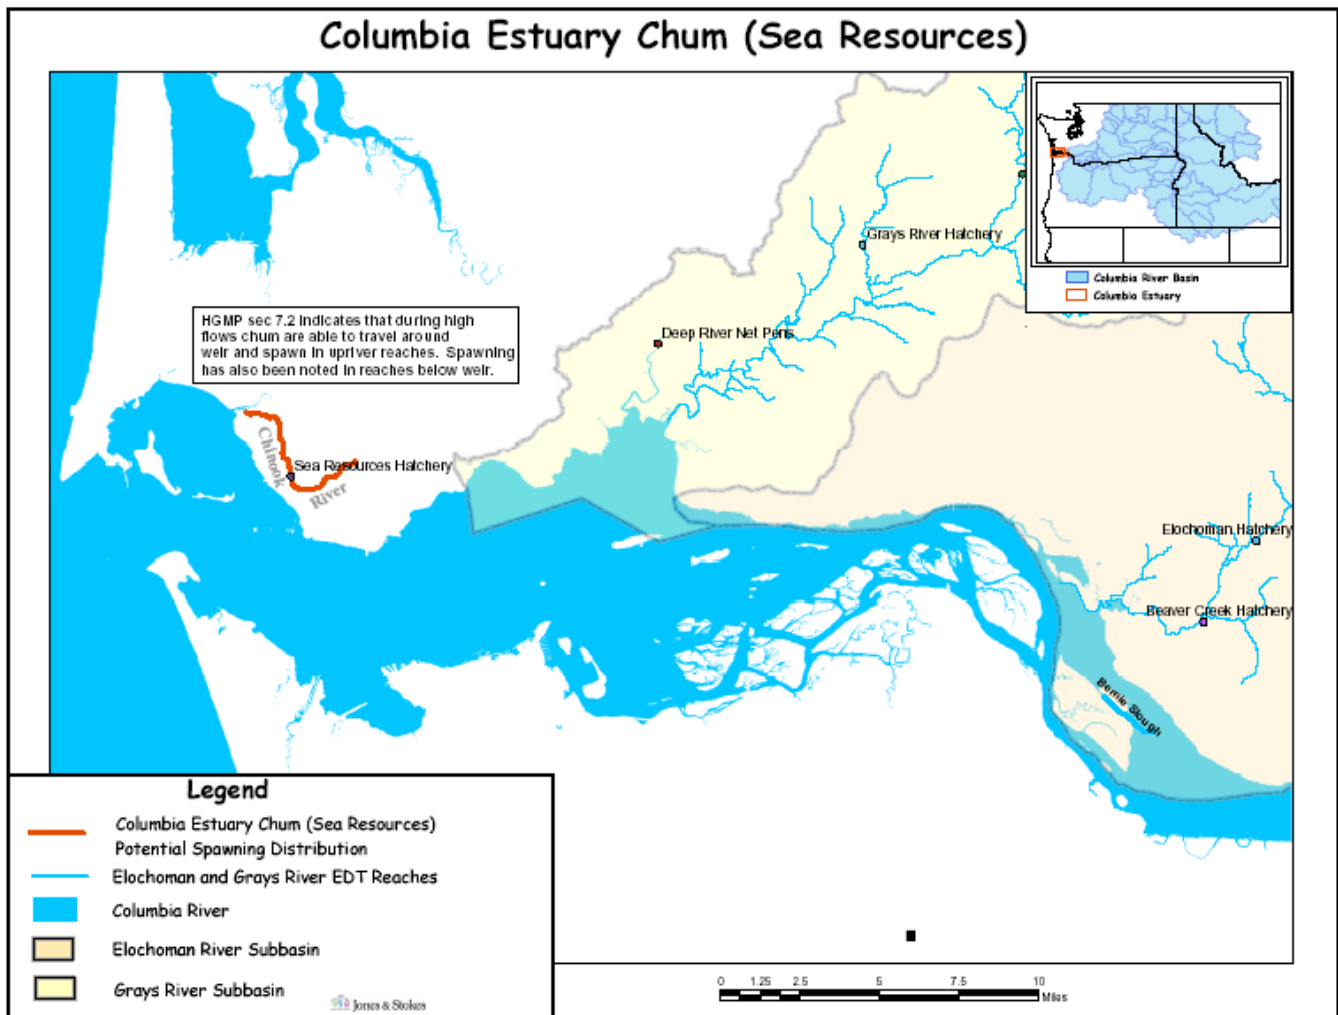 Columbia Estuary Chum (Sea Resources)
Columbia River Basin
Columbia Estuary
Grays River Hatchery
HGMP sec 7.2 indicates that during high
flows chum are able to travel around
weir and spawn in upriver reaches. Spawning
has also been noted in reaches below weir.
Deep River Net Pens
Chinook
River
Sea Resources Hatchery
Elochoman Hatchery
Beaver Creek Hatchery
Bernie Slough
Legend
Columbia Estuary Chum (Sea Resources)
Potential Spawning Distribution
Elochoman and Grays River EDT Reaches
Columbia River
Elochoman River Subbasin
Grays River Subbasin
Jones & Stokes
0 1.25 2.5 5 7.5 10
Miles